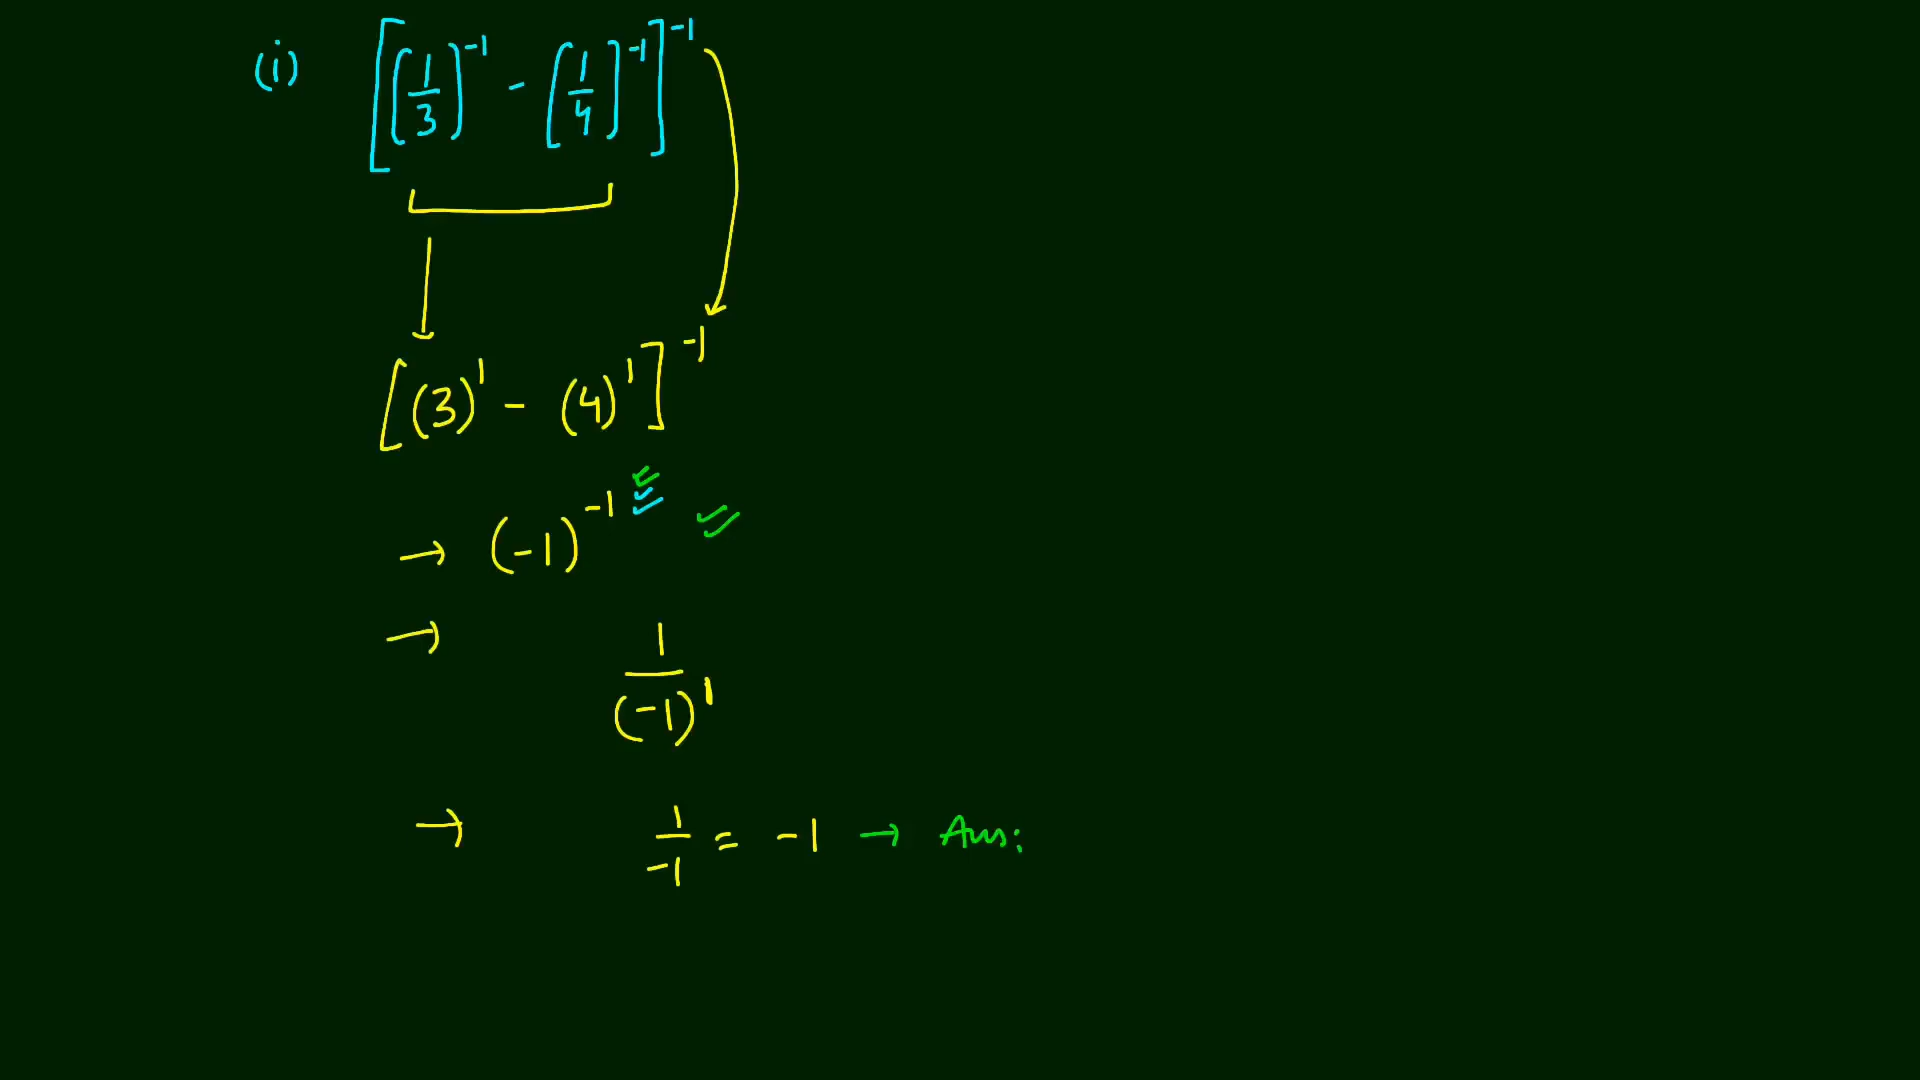 (i) [(1/3)^-1 - (1/4)^-1]^-1
[(3)^1 - (4)^1]^-1
→ (-1)^-1
→ 1/(-1)^1
→ 1/-1 = -1 → Ans: